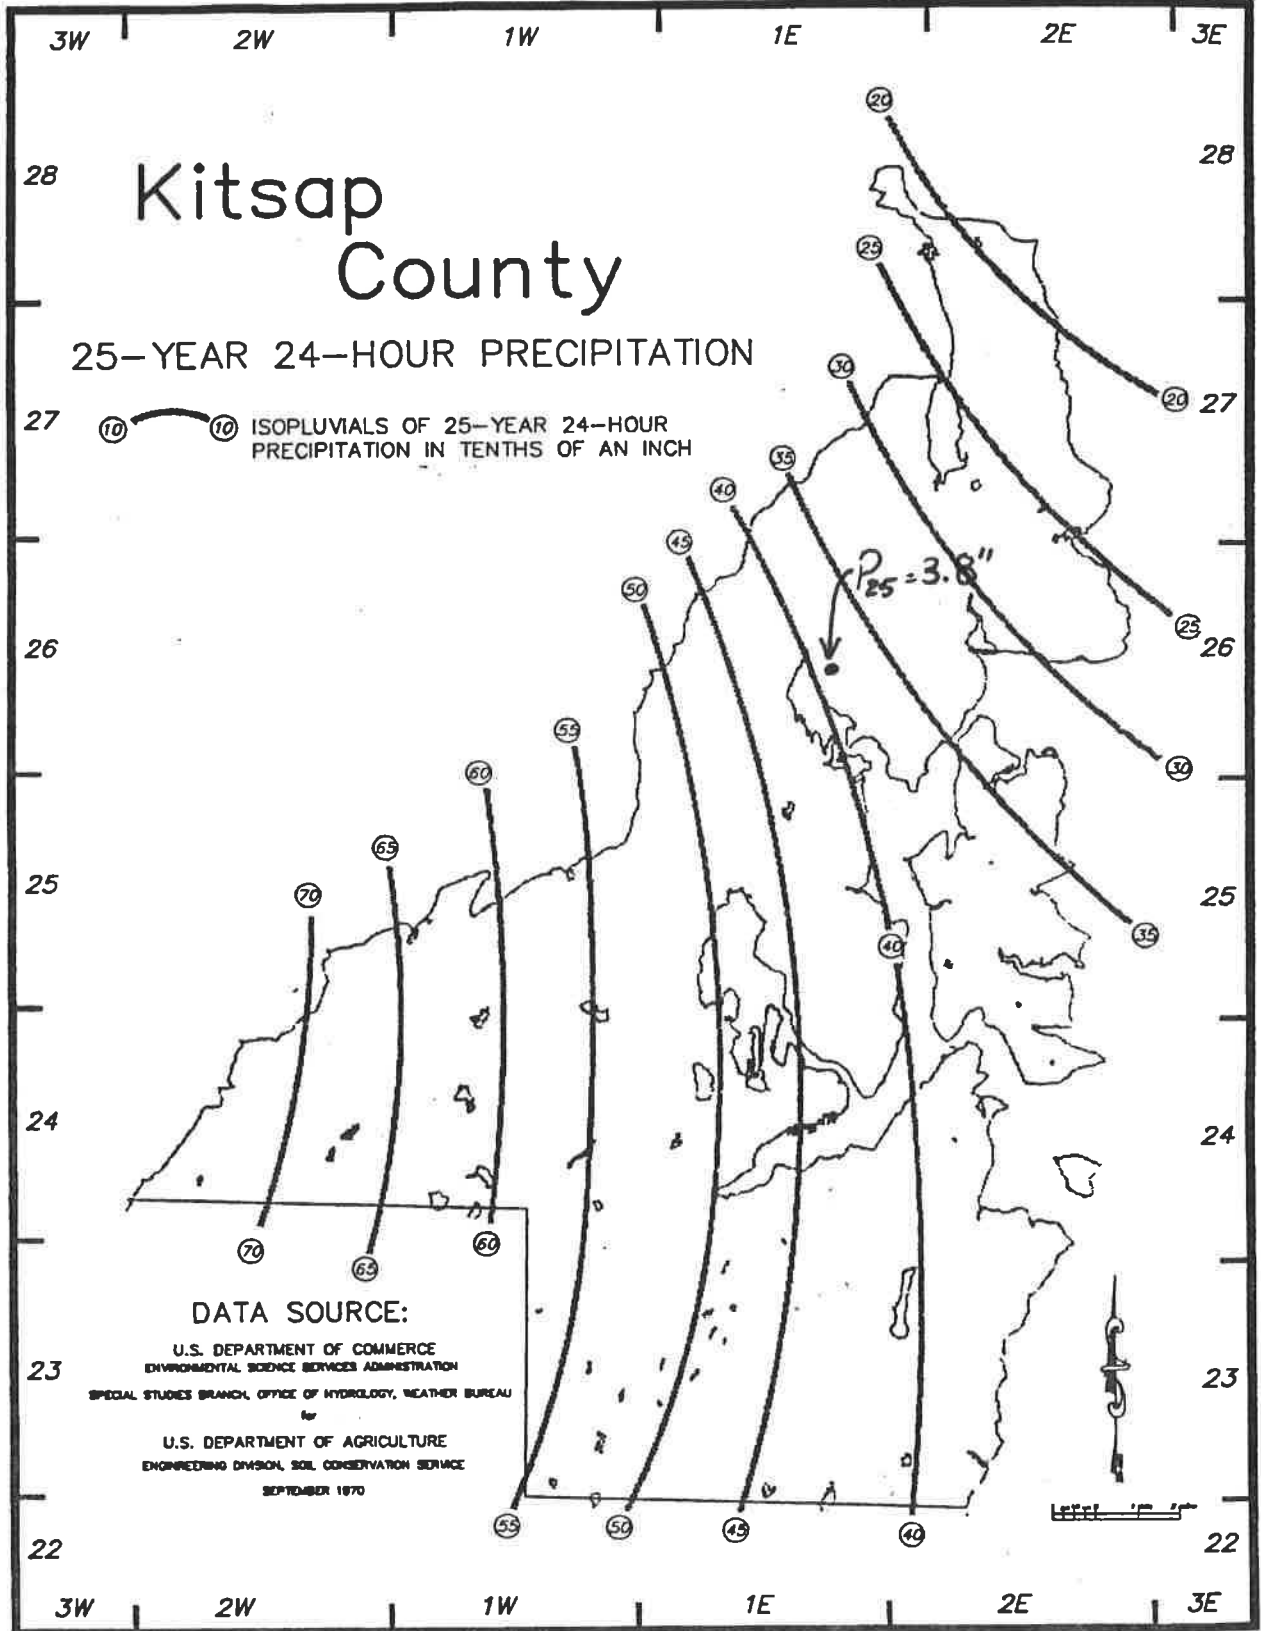 3W 2W 1W 1E 2E 3E
28 28
Kitsap
County
25-YEAR 24-HOUR PRECIPITATION
27 27
10 10 ISOPLUVIALS OF 25-YEAR 24-HOUR
PRECIPITATION IN TENTHS OF AN INCH
20
25
30
20
35
40
45
P25 = 3.8"
50
25
26 26
55
60
30
65
70
25 25
35
40
24 24
70
65
60
DATA SOURCE:
U.S. DEPARTMENT OF COMMERCE
ENVIRONMENTAL SCIENCE SERVICES ADMINISTRATION
SPECIAL STUDIES BRANCH, OFFICE OF HYDROLOGY, WEATHER BUREAU
for
U.S. DEPARTMENT OF AGRICULTURE
ENGINEERING DIVISION, SOIL CONSERVATION SERVICE
SEPTEMBER 1970
23 23
55 50 45 40
22 22
3W 2W 1W 1E 2E 3E